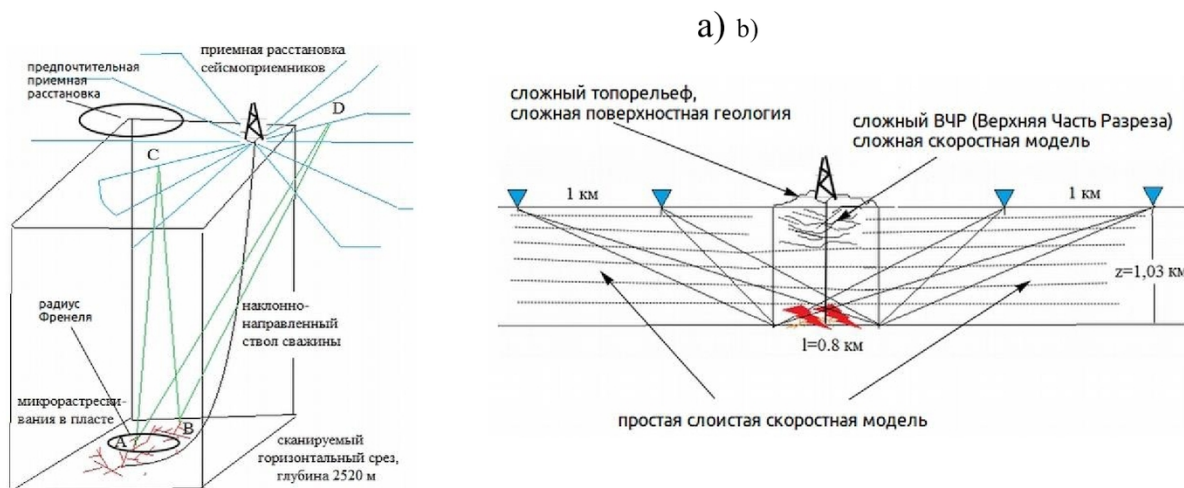 а) b)
приемная расстановка
сейсмоприемников
предпочтительная
приемная
расстановка
D
C
радиус
Френеля
наклонно-
направленный
ствол сважины
микрорастрески-
вания в пласте
A
B
сканируемый
горизонтальный срез,
глубина 2520 м
сложный топорельеф,
сложная поверхностная геология
сложный ВЧР (Верхняя Часть Разреза)
сложная скоростная модель
1 км
1 км
z=1,03 км
l=0.8 км
простая слоистая скоростная модель